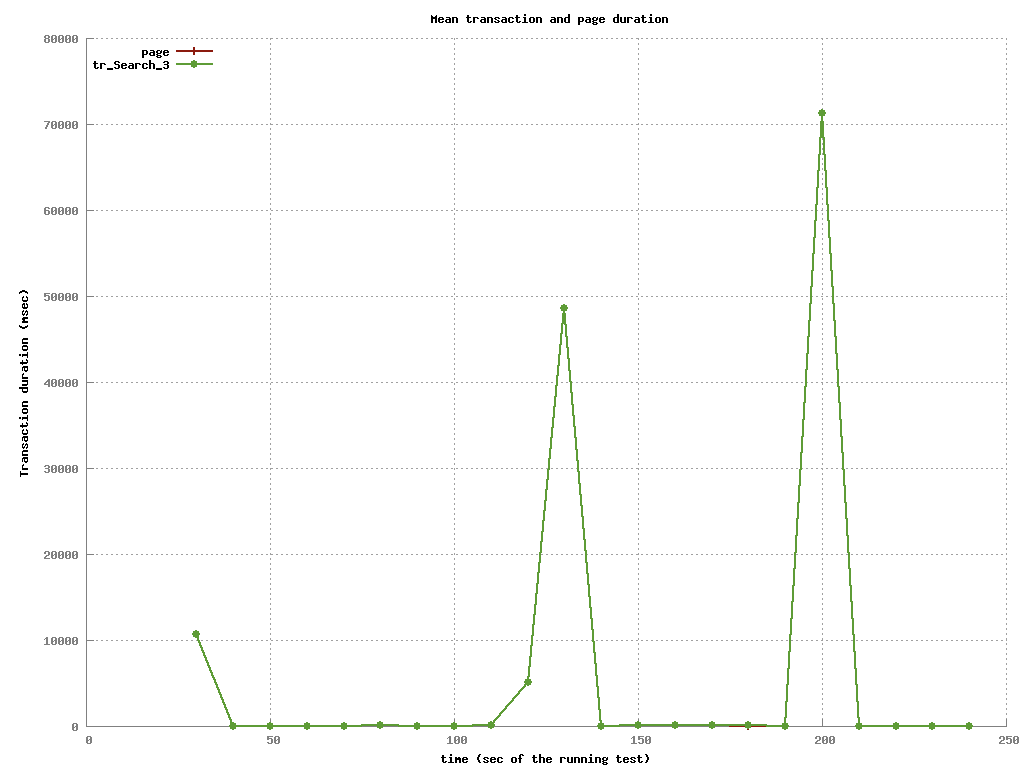 Mean transaction and page duration
80000
page
tr_Search_3
70000
60000
50000
Transaction duration (msec)
40000
30000
20000
10000
0
0 50 100 150 200 250
time (sec of the running test)